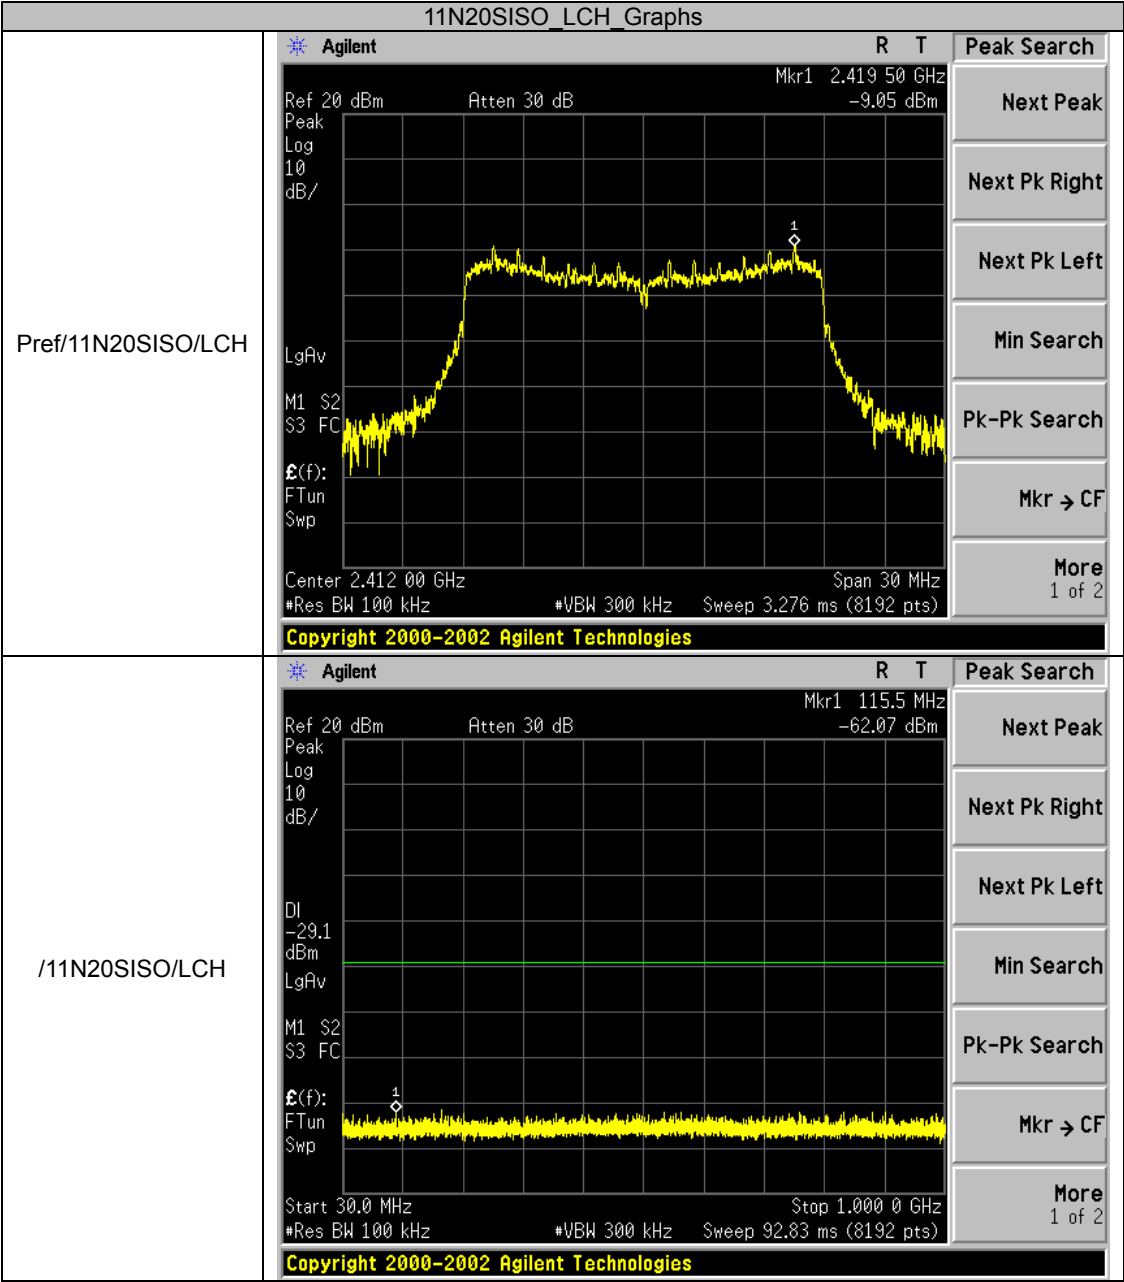 11N20SISO_LCH_Graphs
Pref/11N20SISO/LCH
Agilent
R T
Peak Search
Mkr1 2.419 50 GHz
Ref 20 dBm Atten 30 dB -9.05 dBm
Peak
Log
10
dB/
1
LgAv
M1 S2
S3 FC
£(f):
FTun
Swp
Center 2.412 00 GHz Span 30 MHz
#Res BW 100 kHz #VBW 300 kHz Sweep 3.276 ms (8192 pts)
Copyright 2000-2002 Agilent Technologies
Next Peak
Next Pk Right
Next Pk Left
Min Search
Pk-Pk Search
Mkr → CF
More
1 of 2
/11N20SISO/LCH
Agilent
R T
Peak Search
Mkr1 115.5 MHz
Ref 20 dBm Atten 30 dB -62.07 dBm
Peak
Log
10
dB/
DI
-29.1
dBm
LgAv
M1 S2
S3 FC
1
£(f):
FTun
Swp
Start 30.0 MHz Stop 1.000 0 GHz
#Res BW 100 kHz #VBW 300 kHz Sweep 92.83 ms (8192 pts)
Copyright 2000-2002 Agilent Technologies
Next Peak
Next Pk Right
Next Pk Left
Min Search
Pk-Pk Search
Mkr → CF
More
1 of 2